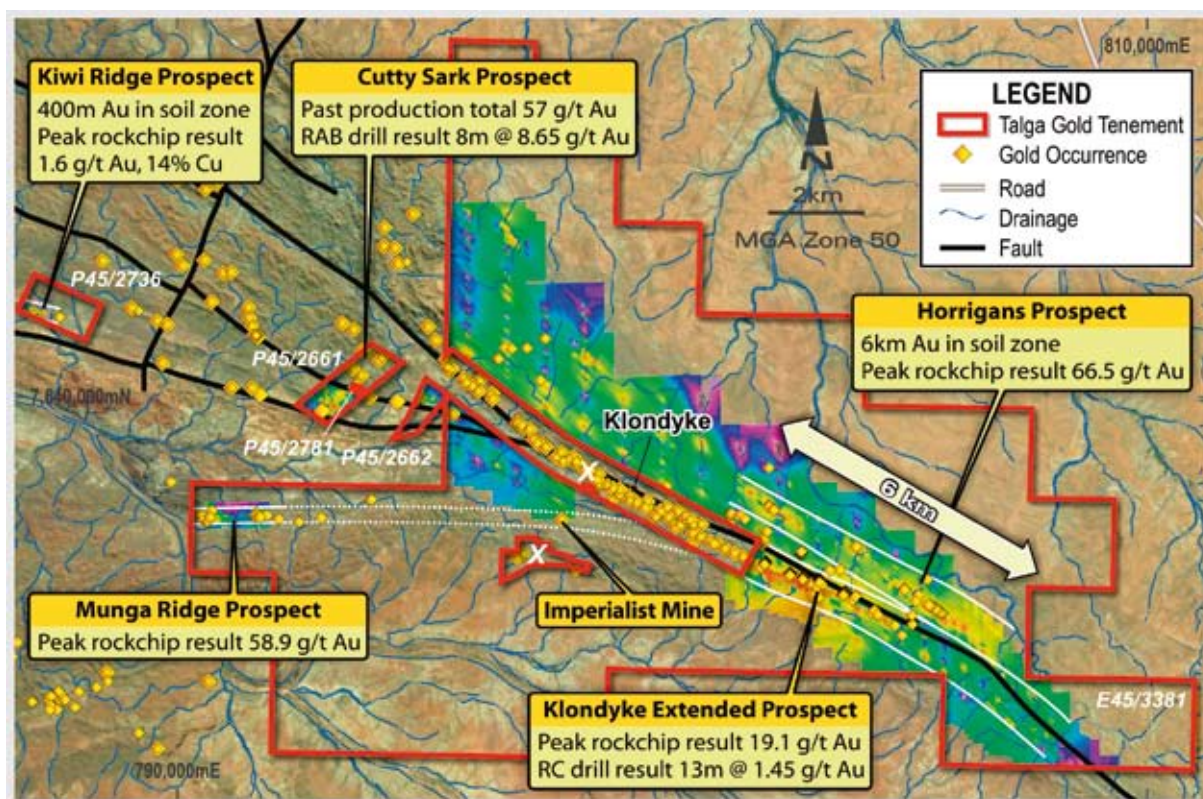 810,000mE
Kiwi Ridge Prospect
400m Au in soil zone
Peak rockchip result
1.6 g/t Au, 14% Cu
Cutty Sark Prospect
Past production total 57 g/t Au
RAB drill result 8m @ 8.65 g/t Au
LEGEND
Talga Gold Tenement
Gold Occurrence
Road
Drainage
Fault
N
2km
MGA Zone 50
P45/2736
P45/2661
Horrigans Prospect
6km Au in soil zone
Peak rockchip result 66.5 g/t Au
7,640,000mN
P45/2781
P45/2662
Klondyke
X
6 km
X
Munga Ridge Prospect
Peak rockchip result 58.9 g/t Au
Imperialist Mine
Klondyke Extended Prospect
Peak rockchip result 19.1 g/t Au
RC drill result 13m @ 1.45 g/t Au
E45/3381
790,000mE